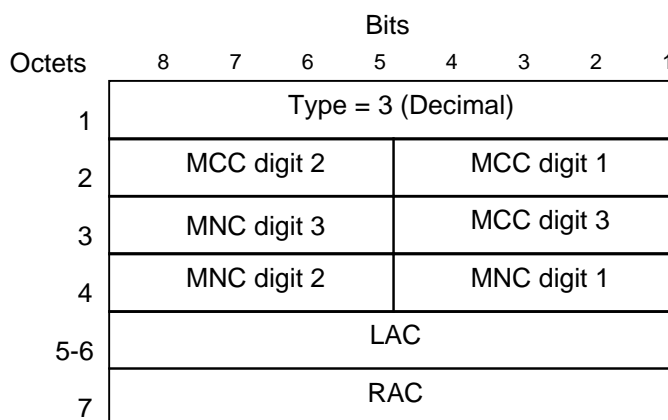 Bits
Octets 8 7 6 5 4 3 2 1
1 Type = 3 (Decimal)
2 MCC digit 2 MCC digit 1
3 MNC digit 3 MCC digit 3
4 MNC digit 2 MNC digit 1
5-6 LAC
7 RAC